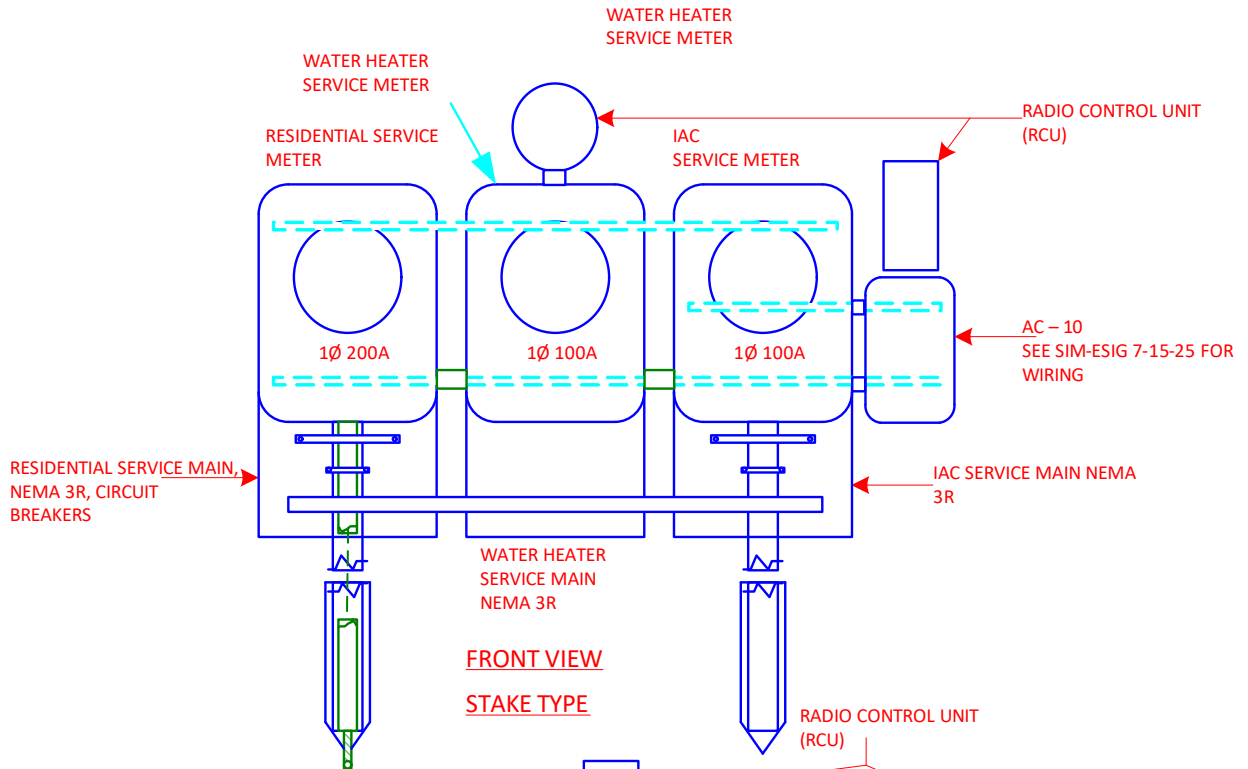 WATER HEATER
SERVICE METER
WATER HEATER
SERVICE METER
RADIO CONTROL UNIT
(RCU)
RESIDENTIAL SERVICE
METER
IAC
SERVICE METER
1Ø 200A
1Ø 100A
1Ø 100A
AC – 10
SEE SIM-ESIG 7-15-25 FOR
WIRING
RESIDENTIAL SERVICE MAIN,
NEMA 3R, CIRCUIT
BREAKERS
IAC SERVICE MAIN NEMA
3R
WATER HEATER
SERVICE MAIN
NEMA 3R
FRONT VIEW
STAKE TYPE
RADIO CONTROL UNIT
(RCU)